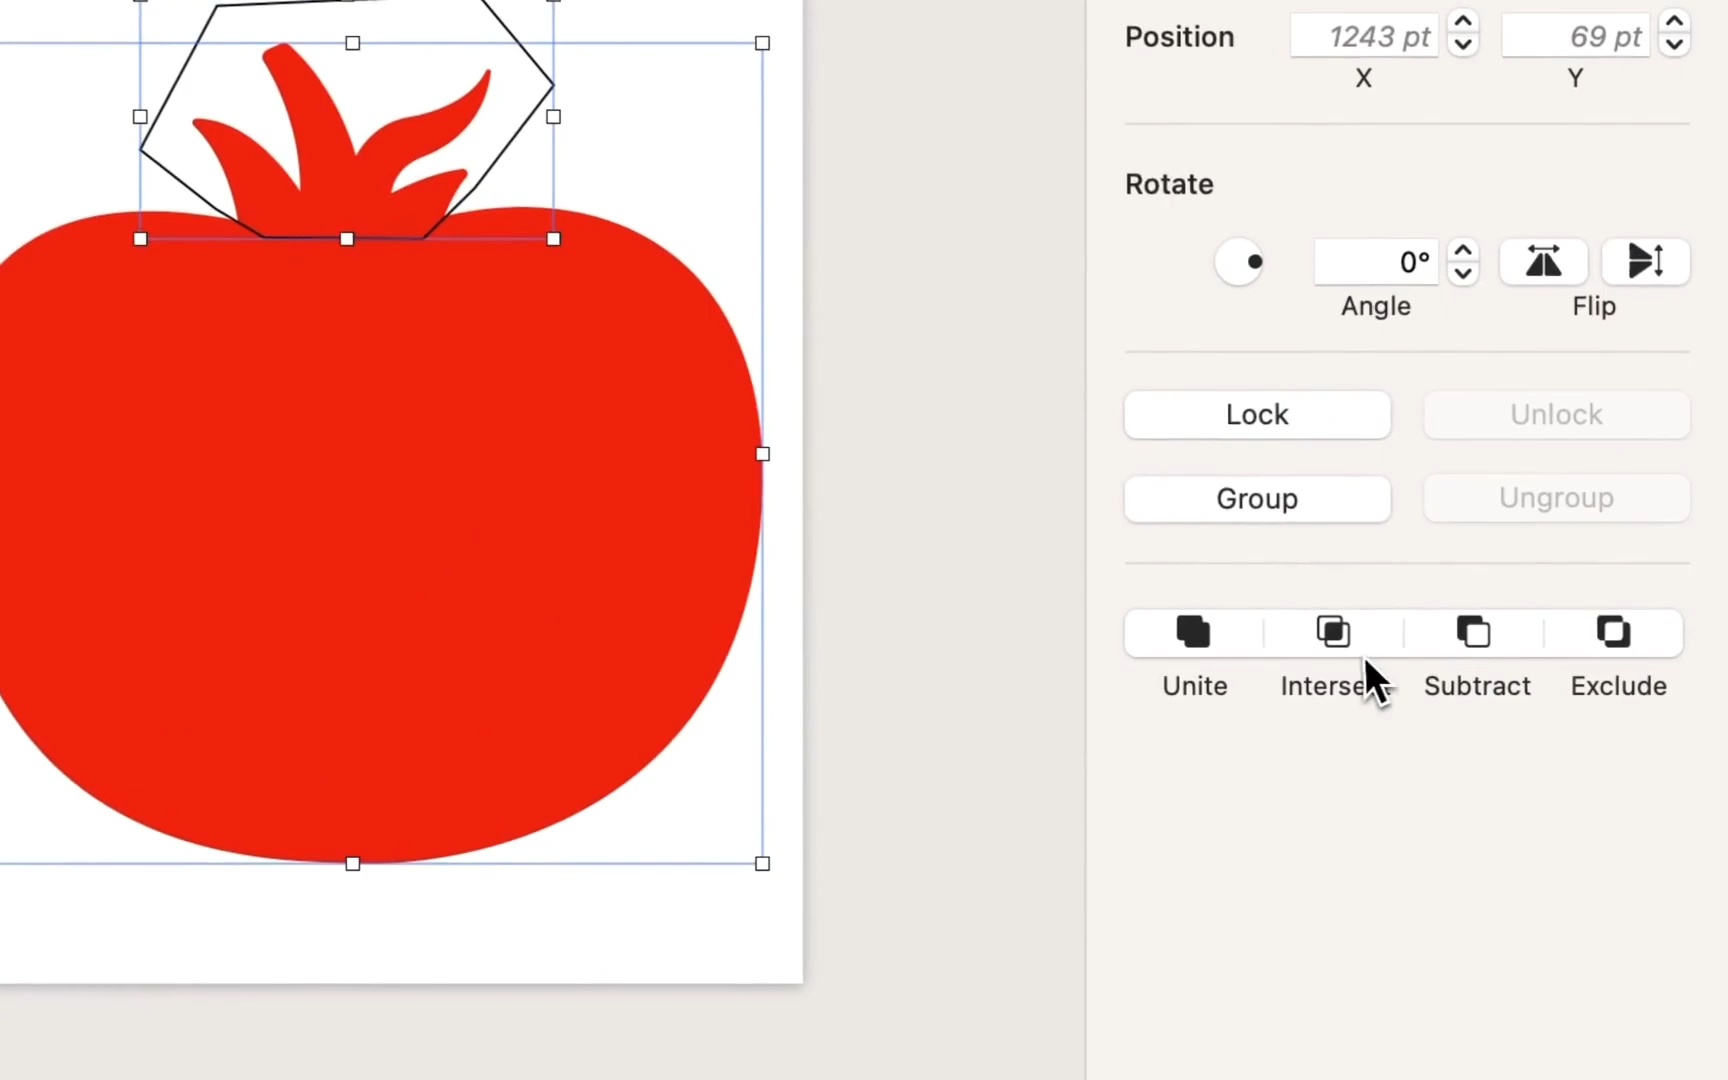 Position 1243 pt 69 pt
X Y
Rotate
0°
Angle Flip
Lock Unlock
Group Ungroup
Unite Subtract Exclude